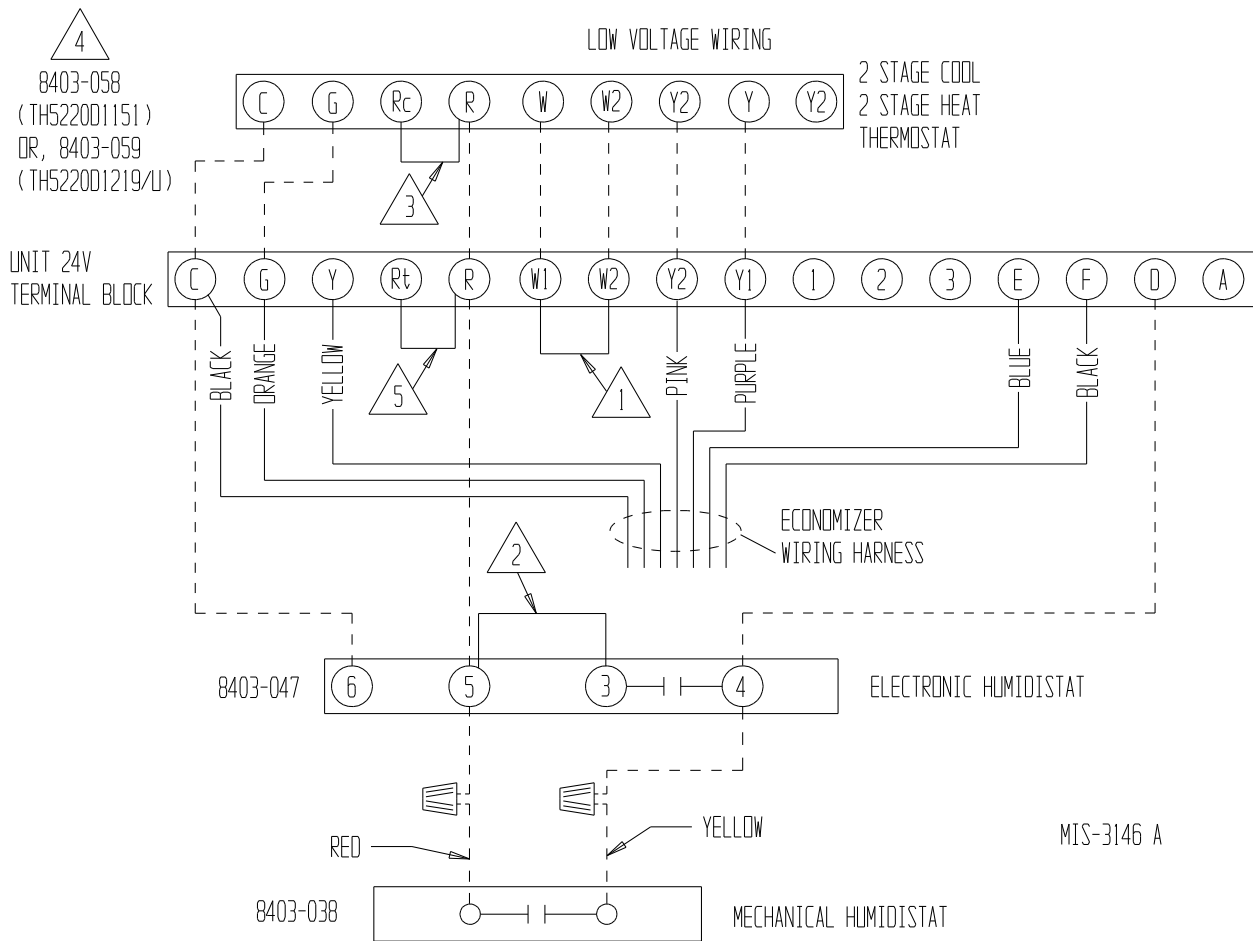 4
8403-058
(TH5220D1151)
OR, 8403-059
(TH5220D1219/U)
LOW VOLTAGE WIRING
C G Rc R W W2 Y2 Y Y2
2 STAGE COOL
2 STAGE HEAT
THERMOSTAT
3
UNIT 24V
TERMINAL BLOCK
C G Y Rt R W1 W2 Y2 Y1 1 2 3 E F D A
BLACK
ORANGE
YELLOW
5
1
PINK
PURPLE
BLUE
BLACK
2
ECONOMIZER
WIRING HARNESS
8403-047
6 5 3 4
ELECTRONIC HUMIDISTAT
RED
YELLOW
MIS-3146 A
8403-038
MECHANICAL HUMIDISTAT